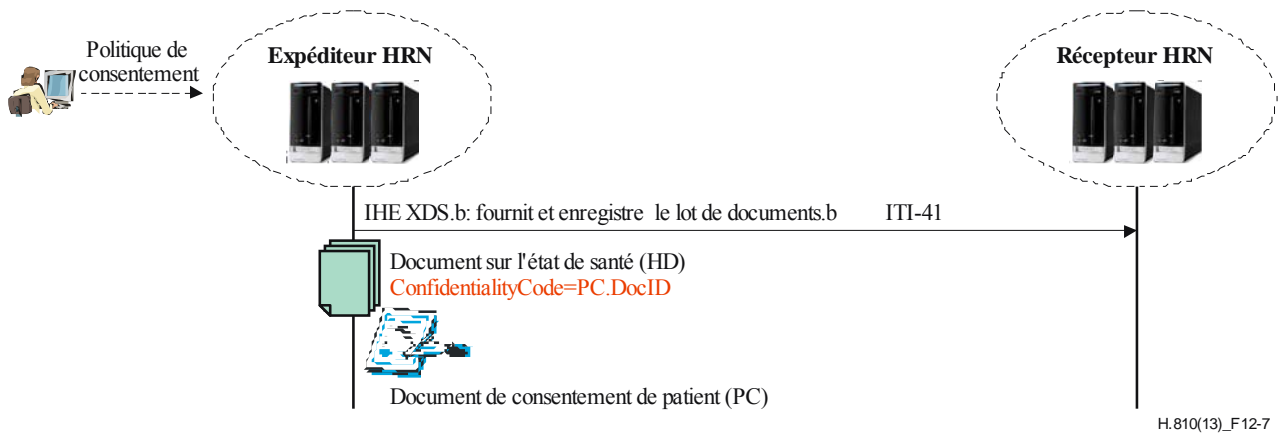 Politique de
consentement
Expéditeur HRN
Récepteur HRN
IHE XDS.b: fournit et enregistre le lot de documents.b ITI-41
Document sur l'état de santé (HD)
ConfidentialityCode=PC.DocID
Document de consentement de patient (PC)
H.810(13)_F12-7